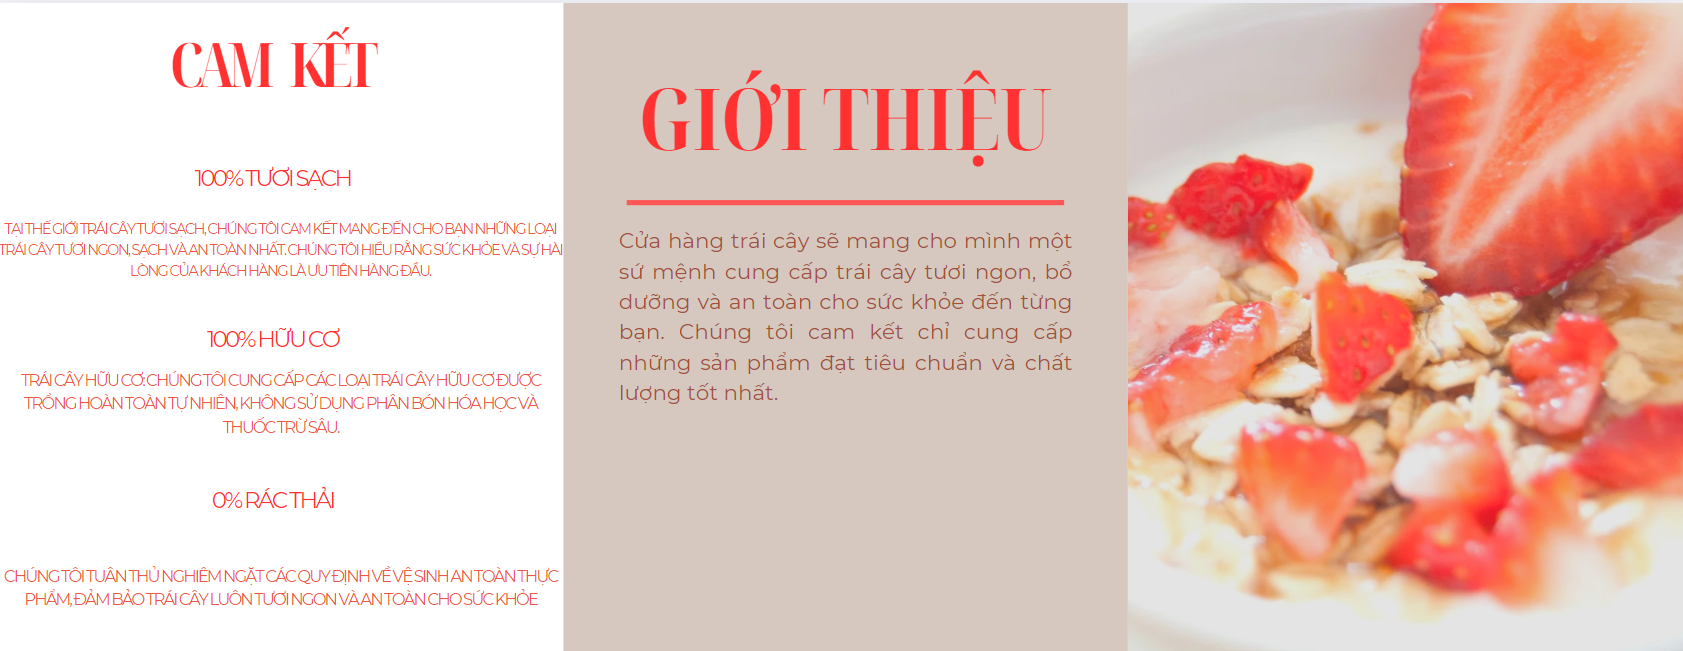 CAM KẾT
100% TƯƠI SẠCH
TẠI THẾ GIỚI TRÁI CÂY TƯƠI SẠCH, CHÚNG TÔI CAM KẾT MANG ĐẾN CHO BẠN NHỮNG LOẠI
TRÁI CÂY TƯƠI NGON, SẠCH VÀ AN TOÀN NHẤT. CHÚNG TÔI HIỂU RẰNG SỨC KHỎE VÀ SỰ HÀI
LÒNG CỦA KHÁCH HÀNG LÀ ƯU TIÊN HÀNG ĐẦU.
100% HỮU CƠ
TRÁI CÂY HỮU CƠ: CHÚNG TÔI CUNG CẤP CÁC LOẠI TRÁI CÂY HỮU CƠ ĐƯỢC
TRỒNG HOÀN TOÀN TỰ NHIÊN, KHÔNG SỬ DỤNG PHÂN BÓN HÓA HỌC VÀ
THUỐC TRỪ SÂU.
0% RÁC THẢI
CHÚNG TÔI TUÂN THỦ NGHIÊM NGẶT CÁC QUY ĐỊNH VỀ VỆ SINH AN TOÀN THỰC
PHẨM, ĐẢM BẢO TRÁI CÂY LUÔN TƯƠI NGON VÀ AN TOÀN CHO SỨC KHỎE
GIỚI THIỆU
Cửa hàng trái cây sẽ mang cho mình một
sứ mệnh cung cấp trái cây tươi ngon, bổ
dưỡng và an toàn cho sức khỏe đến từng
bạn. Chúng tôi cam kết chỉ cung cấp
những sản phẩm đạt tiêu chuẩn và chất
lượng tốt nhất.